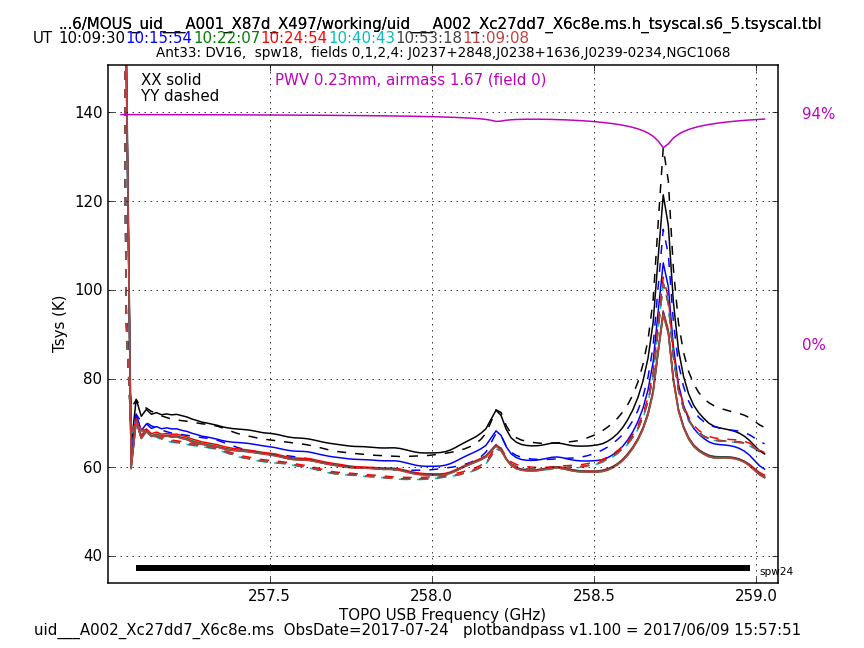 ...6/MOUS_uid___A001_X87d_X497/working/uid___A002_Xc27dd7_X6c8e.ms.h_tsyscal.s6_5.tsyscal.tbl
UT 10:09:30 10:15:54 10:22:07 10:24:54 10:40:43 10:53:18 11:09:08
Ant33: DV16, spw18, fields 0,1,2,4: J0237+2848,J0238+1636,J0239-0234,NGC1068
XX solid
YY dashed
PWV 0.23mm, airmass 1.67 (field 0)
94%
0%
Tsys (K)
140
120
100
80
60
40
spw24
257.5 258.0 258.5 259.0
TOPO USB Frequency (GHz)
uid___A002_Xc27dd7_X6c8e.ms ObsDate=2017-07-24 plotbandpass v1.100 = 2017/06/09 15:57:51